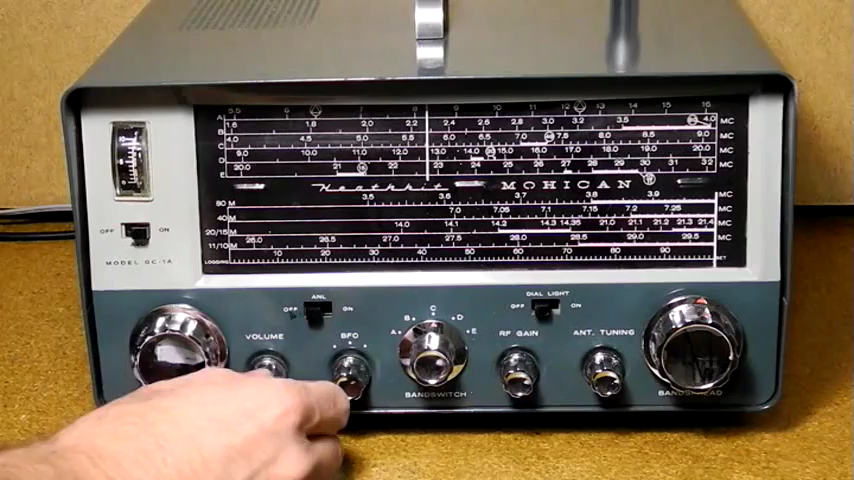 A 5.5 6 7 8 9 10 11 12 13 14 15 16
B 1.6 1.8 2.0 2.2 2.4 2.6 2.8 3.0 3.2 3.5 4.0 MC
C 4.0 4.5 5.0 5.5 6.0 6.5 7.0 7.5 8.0 8.5 9.0 MC
D 9.0 10.0 11.0 12.0 13.0 14.0 15.0 16.0 17.0 18.0 19.0 20.0 MC
E 20.0 21 22 23 24 25 26 27 28 29 30 31 32 MC
Heathkit MOHICAN
80 M 3.5 3.6 3.7 3.8 3.9 MC
40 M 7.0 7.05 7.1 7.15 7.2 7.25 MC
20/15 M 14.0 14.1 14.2 14.3 14.35 21.0 21.1 21.2 21.3 21.4 MC
11/10 M 26.0 26.5 27.0 27.5 28.0 28.5 29.0 29.5 MC
LOGGING 10 20 30 40 50 60 70 80 90 SET
OFF ON
MODEL GC-1A
ANL
OFF ON
DIAL LIGHT
OFF ON
VOLUME
BFO
A B C D E
BANDSWITCH
RF GAIN
ANT. TUNING
BANDSPREAD